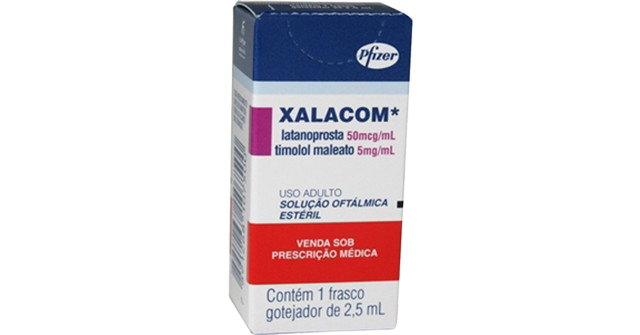 Pfizer
XALACOM*
latanoprosta 50mcg/mL
timolol maleato 5mg/mL
USO ADULTO
SOLUÇÃO OFTÁLMICA
ESTÉRIL
VENDA SOB
PRESCRIÇÃO MÉDICA
Contém 1 frasco
gotejador de 2,5 mL